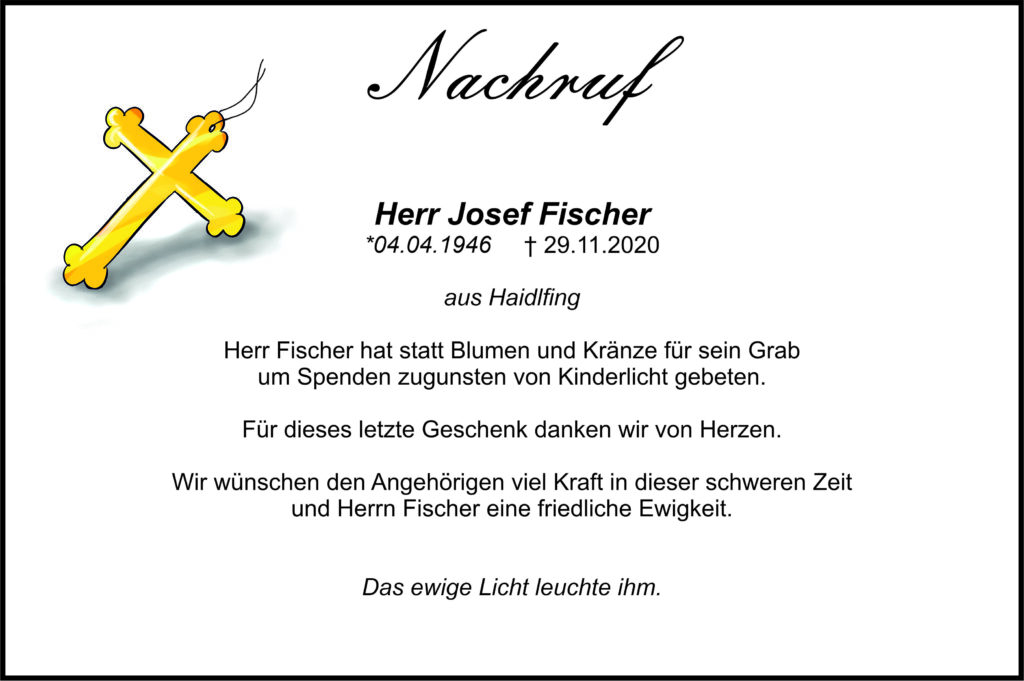 Nachruf
Herr Josef Fischer
*04.04.1946 † 29.11.2020
aus Haidlfing
Herr Fischer hat statt Blumen und Kränze für sein Grab
um Spenden zugunsten von Kinderlicht gebeten.
Für dieses letzte Geschenk danken wir von Herzen.
Wir wünschen den Angehörigen viel Kraft in dieser schweren Zeit
und Herrn Fischer eine friedliche Ewigkeit.
Das ewige Licht leuchte ihm.